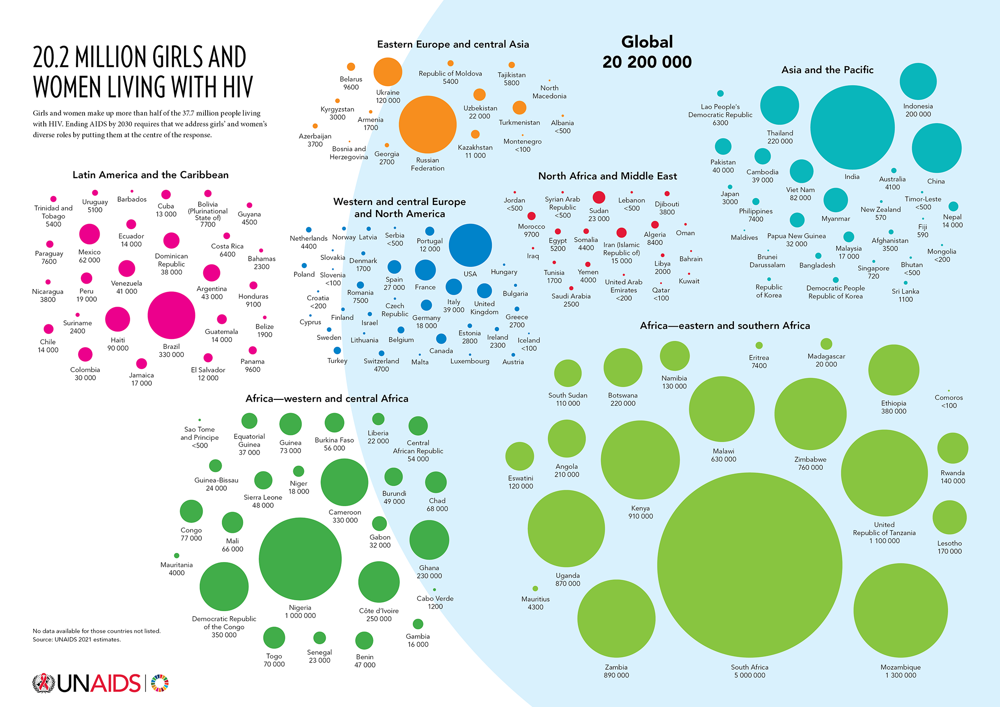 20.2 MILLION GIRLS AND
WOMEN LIVING WITH HIV
Girls and women make up more than half of the 37.7 million people living
with HIV. Ending AIDS by 2030 requires that we address girls’ and women’s
diverse roles by putting them at the centre of the response.
Global
20 200 000
Eastern Europe and central Asia
Belarus
9600
Ukraine
120 000
Republic of Moldova
5400
Tajikistan
5800
North
Macedonia
Kyrgyzstan
3000
Armenia
1700
Uzbekistan
22 000
Turkmenistan
Albania
<500
Azerbaijan
3700
Bosnia and
Herzegovina
Georgia
2700
Russian
Federation
Kazakhstan
11 000
Montenegro
<100
Asia and the Pacific
Indonesia
200 000
Lao People's
Democratic Republic
6300
Thailand
220 000
India
China
Pakistan
40 000
Cambodia
39 000
Viet Nam
82 000
Australia
4100
Japan
3000
Philippines
7400
Myanmar
New Zealand
570
Timor-Leste
<500
Nepal
14 000
Maldives
Papua New Guinea
32 000
Malaysia
17 000
Afghanistan
3500
Fiji
590
Mongolia
<200
Brunei
Darussalam
Bangladesh
Singapore
720
Bhutan
<500
Republic
of Korea
Democratic People
Republic of Korea
Sri Lanka
1100
Latin America and the Caribbean
Trinidad and
Tobago
5400
Uruguay
5100
Barbados
Cuba
13 000
Bolivia
(Plurinational
State of)
7700
Guyana
4500
Paraguay
7600
Mexico
62 000
Ecuador
14 000
Dominican
Republic
38 000
Costa Rica
6400
Bahamas
2300
Nicaragua
3800
Peru
19 000
Venezuela
41 000
Argentina
43 000
Honduras
9100
Chile
14 000
Suriname
2400
Haiti
90 000
Brazil
330 000
Guatemala
14 000
Belize
1900
Colombia
30 000
Jamaica
17 000
El Salvador
12 000
Panama
9600
Western and central Europe
and North America
Netherlands
4400
Norway
Latvia
Serbia
<500
Portugal
12 000
USA
Slovakia
Denmark
1700
Hungary
Poland
Slovenia
<100
Spain
27 000
France
Romania
7500
Italy
39 000
United
Kingdom
Bulgaria
Croatia
<200
Czech
Republic
Cyprus
Finland
Israel
Germany
18 000
Greece
2700
Sweden
Lithuania
Belgium
Canada
Estonia
2800
Ireland
2300
Iceland
<100
Turkey
Switzerland
4700
Malta
Luxembourg
Austria
North Africa and Middle East
Jordan
<500
Syrian Arab
Republic
<500
Sudan
23 000
Lebanon
<500
Djibouti
3800
Morocco
9700
Egypt
5200
Somalia
4400
Iran (Islamic
Republic of)
15 000
Algeria
8400
Oman
Iraq
Tunisia
1700
Yemen
4000
Libya
2000
Bahrain
Saudi Arabia
2500
United Arab
Emirates
<200
Qatar
<100
Kuwait
Africa—western and central Africa
Sao Tome
and Principe
<500
Equatorial
Guinea
37 000
Guinea
73 000
Burkina Faso
56 000
Liberia
22 000
Central
African Republic
54 000
Guinea-Bissau
24 000
Sierra Leone
48 000
Niger
18 000
Cameroon
330 000
Burundi
49 000
Chad
68 000
Congo
77 000
Mali
66 000
Gabon
32 000
Ghana
230 000
Mauritania
4000
Democratic Republic
of the Congo
350 000
Nigeria
1 000 000
Côte d’Ivoire
250 000
Cabo Verde
1200
Gambia
16 000
Togo
70 000
Senegal
23 000
Benin
47 000
Africa—eastern and southern Africa
South Sudan
110 000
Botswana
220 000
Namibia
130 000
Eritrea
7400
Madagascar
20 000
Ethiopia
380 000
Comoros
<100
Eswatini
120 000
Angola
210 000
Kenya
910 000
Malawi
630 000
Zimbabwe
760 000
Rwanda
140 000
Uganda
870 000
United
Republic of Tanzania
1 100 000
Lesotho
170 000
Mauritius
4300
Zambia
890 000
South Africa
5 000 000
Mozambique
1 300 000
No data available for those countries not listed.
Source: UNAIDS 2021 estimates.
UNAIDS